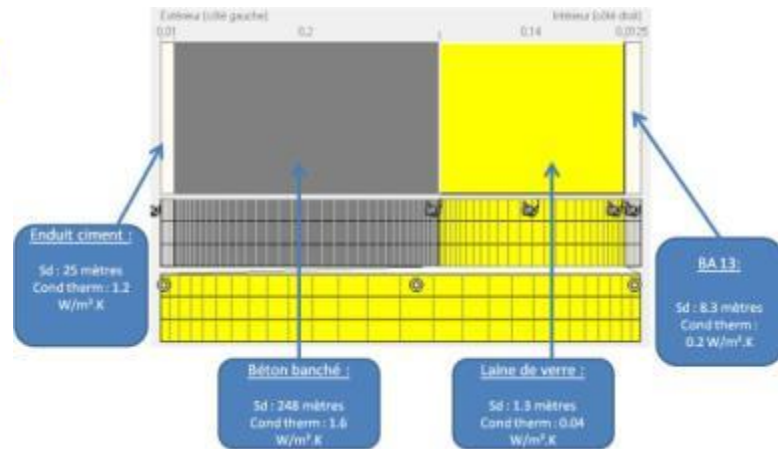 Extérieur (côté gauche)
Intérieur (côté droit)
0,01
0,2
0,14
0,0125
Enduit ciment :
Sd : 25 mètres
Cond therm : 1.2
W/m².K
BA 13:
Sd : 8.3 mètres
Cond therm :
0.2 W/m².K
Béton banché :
Sd : 248 mètres
Cond therm : 1.6
W/m².K
Laine de verre :
Sd : 1.3 mètres
Cond therm : 0.04
W/m².K